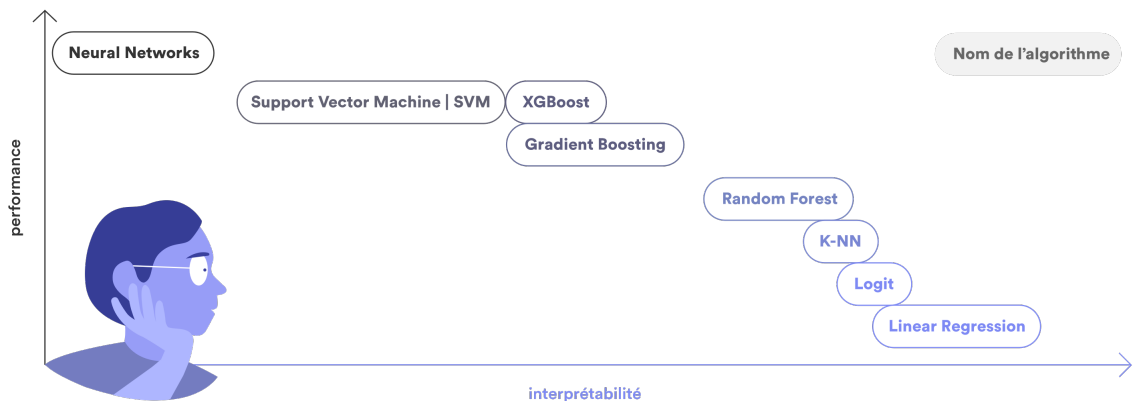 Neural Networks
Nom de l’algorithme
Support Vector Machine | SVM
XGBoost
Gradient Boosting
performance
Random Forest
K-NN
Logit
Linear Regression
interprétabilité